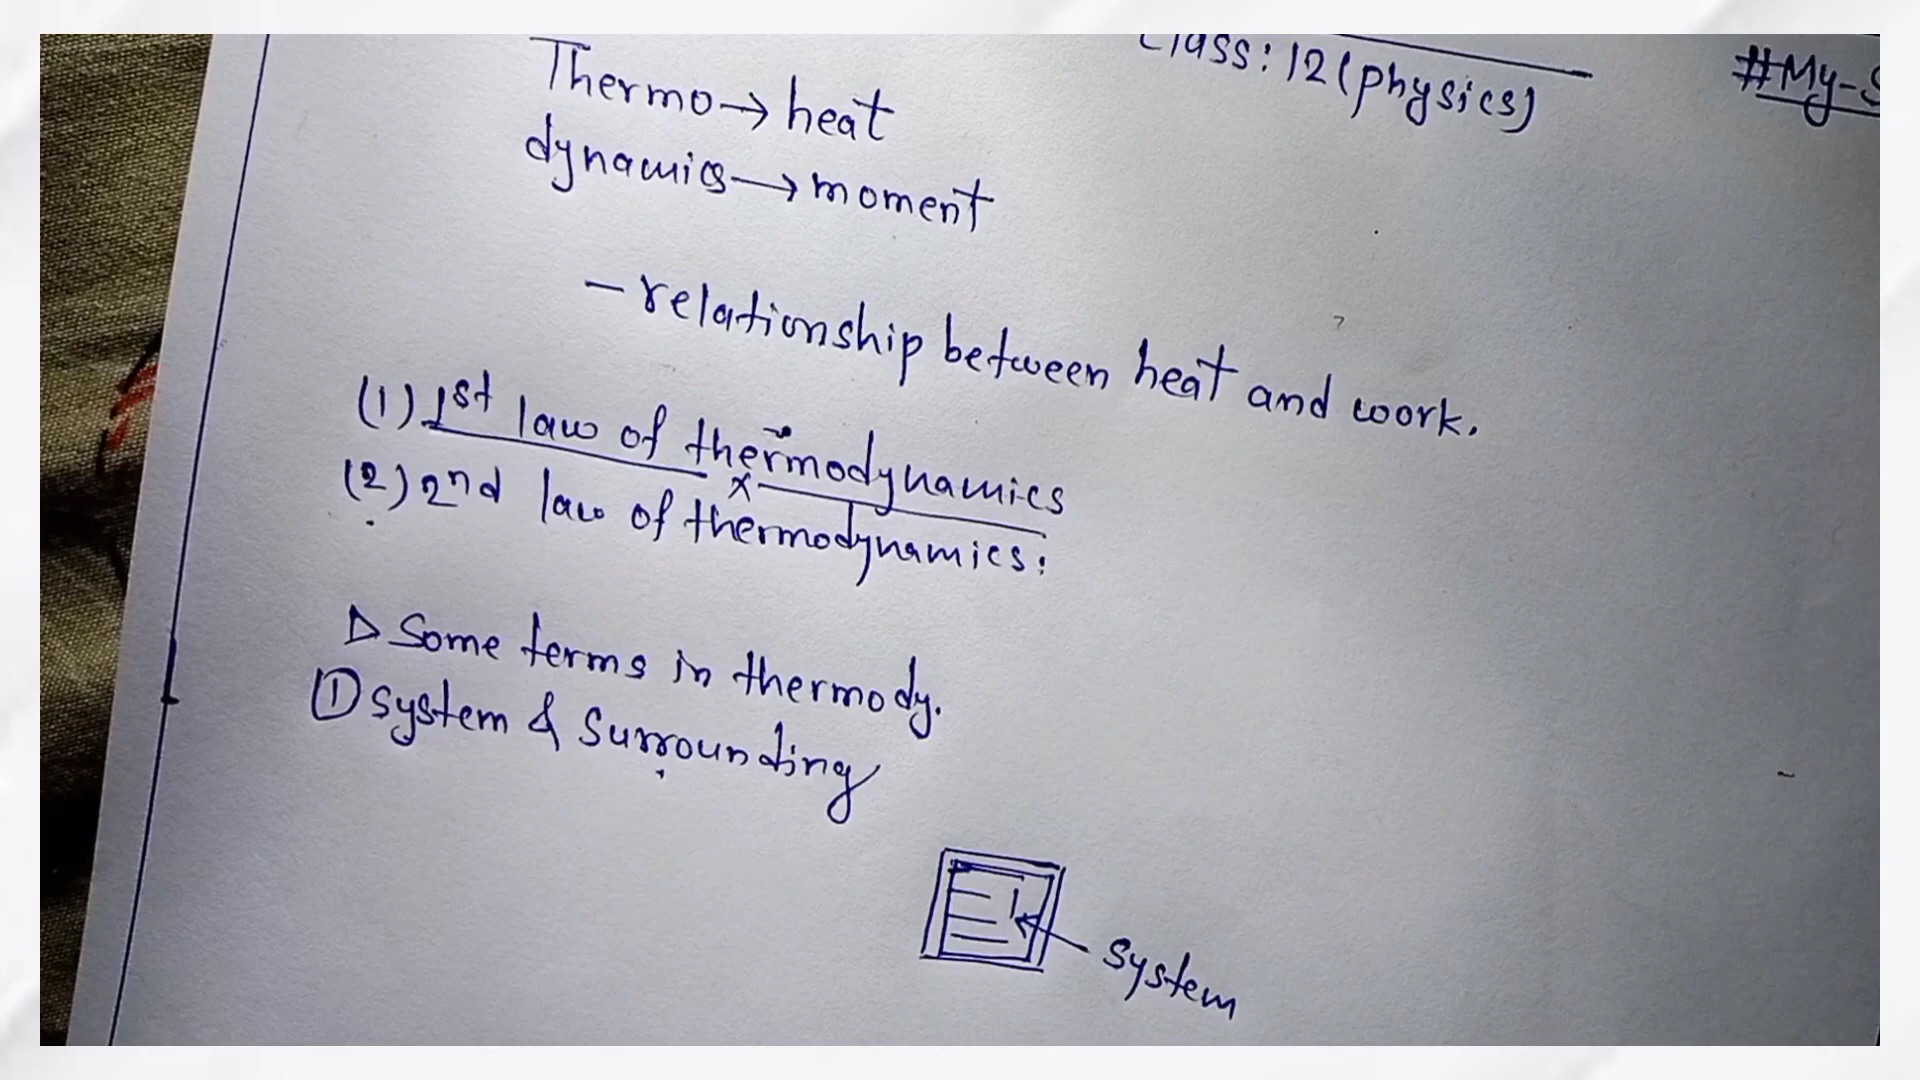 Class: 12 (physics)
#My-S
Thermo → heat
dynamics → moment
- relationship between heat and work.
(1) 1st law of thermodynamics
(2) 2nd law of thermodynamics:
▷ Some terms in thermody.
① system & Surrounding
system